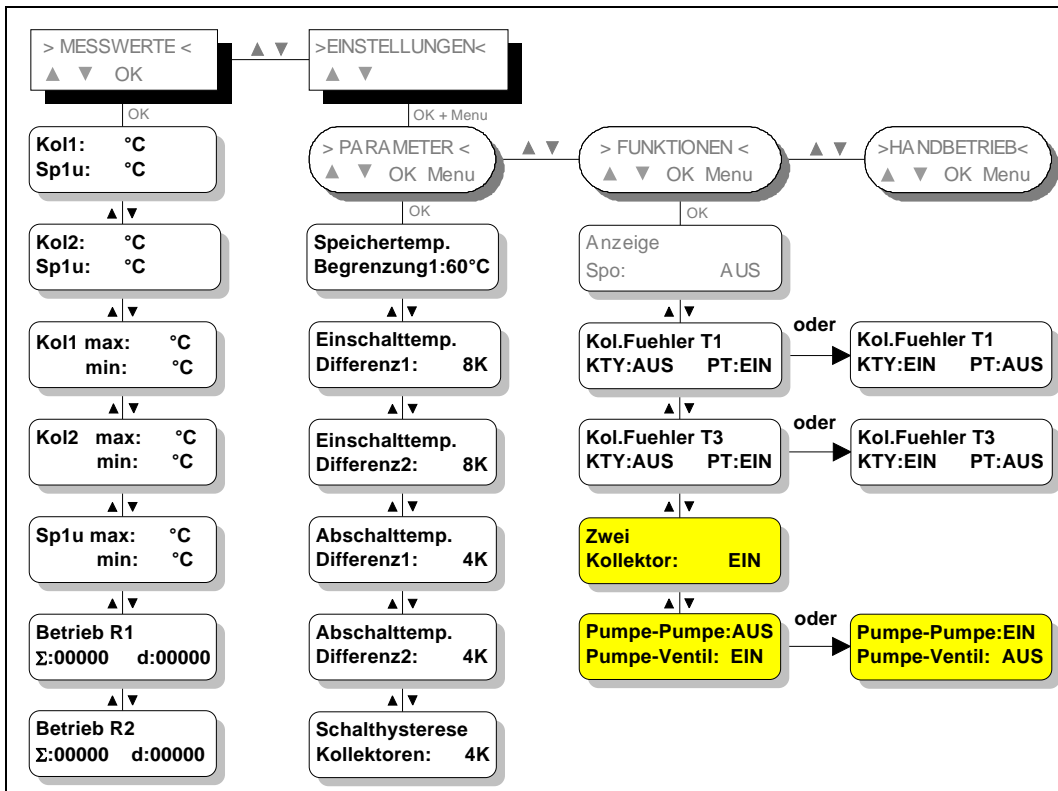 > MESSWERTE <
▲ ▼ OK
▲ ▼
>EINSTELLUNGEN<
▲ ▼
OK
Kol1: °C
Sp1u: °C
▲ ▼
Kol2: °C
Sp1u: °C
▲ ▼
Kol1 max: °C
min: °C
▲ ▼
Kol2 max: °C
min: °C
▲ ▼
Sp1u max: °C
min: °C
▲ ▼
Betrieb R1
Σ:00000 d:00000
▲ ▼
Betrieb R2
Σ:00000 d:00000
OK + Menu
> PARAMETER <
▲ ▼ OK Menu
OK
Speichertemp.
Begrenzung1:60°C
▲ ▼
Einschalttemp.
Differenz1: 8K
▲ ▼
Einschalttemp.
Differenz2: 8K
▲ ▼
Abschalttemp.
Differenz1: 4K
▲ ▼
Abschalttemp.
Differenz2: 4K
▲ ▼
Schalthysterese
Kollektoren: 4K
▲ ▼
> FUNKTIONEN <
▲ ▼ OK Menu
OK
Anzeige
Spo: AUS
▲ ▼
Kol.Fuehler T1
KTY:AUS PT:EIN
oder
Kol.Fuehler T1
KTY:EIN PT:AUS
▲ ▼
Kol.Fuehler T3
KTY:AUS PT:EIN
oder
Kol.Fuehler T3
KTY:EIN PT:AUS
▲ ▼
Zwei
Kollektor: EIN
▲ ▼
Pumpe-Pumpe:AUS
Pumpe-Ventil: EIN
oder
Pumpe-Pumpe:EIN
Pumpe-Ventil: AUS
▲ ▼
>HANDBETRIEB<
▲ ▼ OK Menu